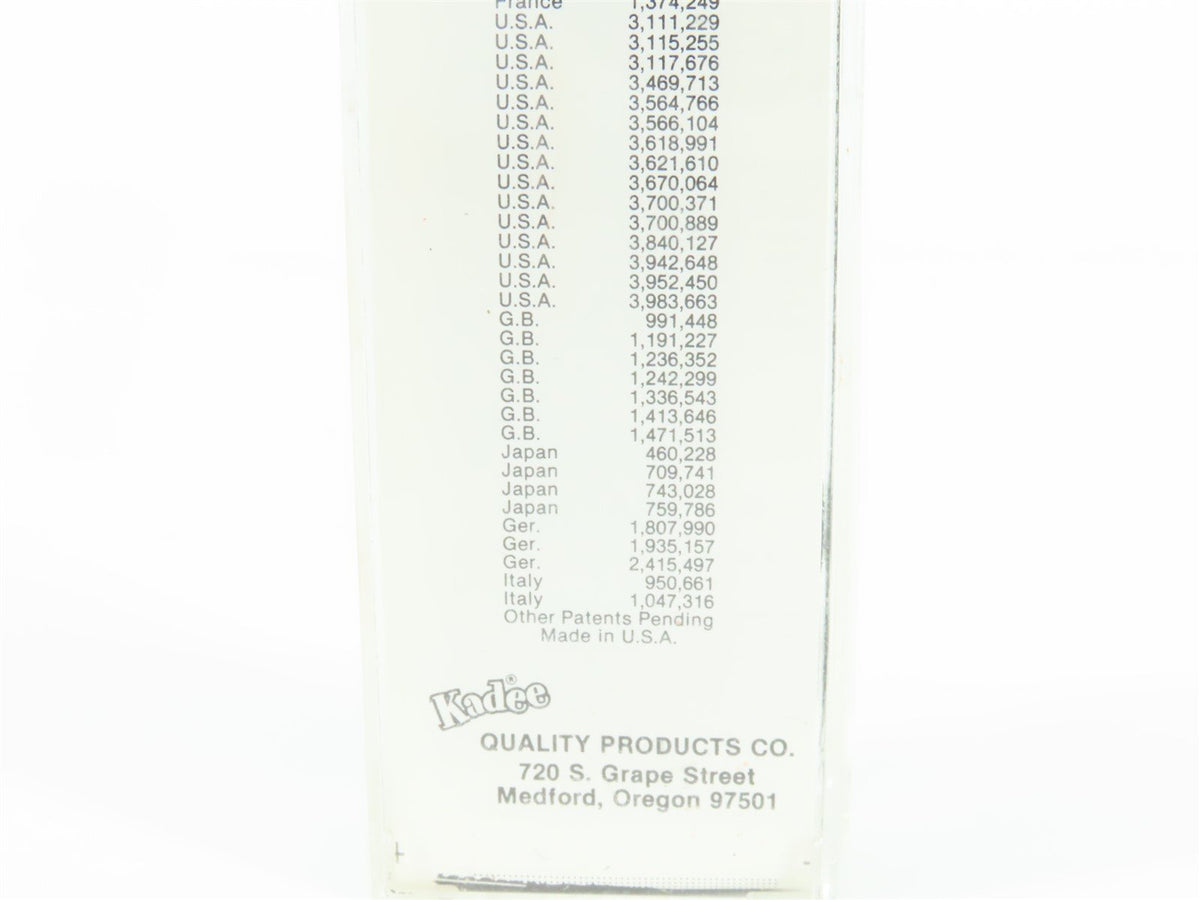 France 1,374,249
U.S.A. 3,111,229
U.S.A. 3,115,255
U.S.A. 3,117,676
U.S.A. 3,469,713
U.S.A. 3,564,766
U.S.A. 3,566,104
U.S.A. 3,618,991
U.S.A. 3,621,610
U.S.A. 3,670,064
U.S.A. 3,700,371
U.S.A. 3,700,889
U.S.A. 3,840,127
U.S.A. 3,942,648
U.S.A. 3,952,450
U.S.A. 3,983,663
G.B. 991,448
G.B. 1,191,227
G.B. 1,236,352
G.B. 1,242,299
G.B. 1,336,543
G.B. 1,413,646
G.B. 1,471,513
Japan 460,228
Japan 709,741
Japan 743,028
Japan 759,786
Ger. 1,807,990
Ger. 1,935,157
Ger. 2,415,497
Italy 950,661
Italy 1,047,316
Other Patents Pending
Made in U.S.A.
Kadee®
QUALITY PRODUCTS CO.
720 S. Grape Street
Medford, Oregon 97501